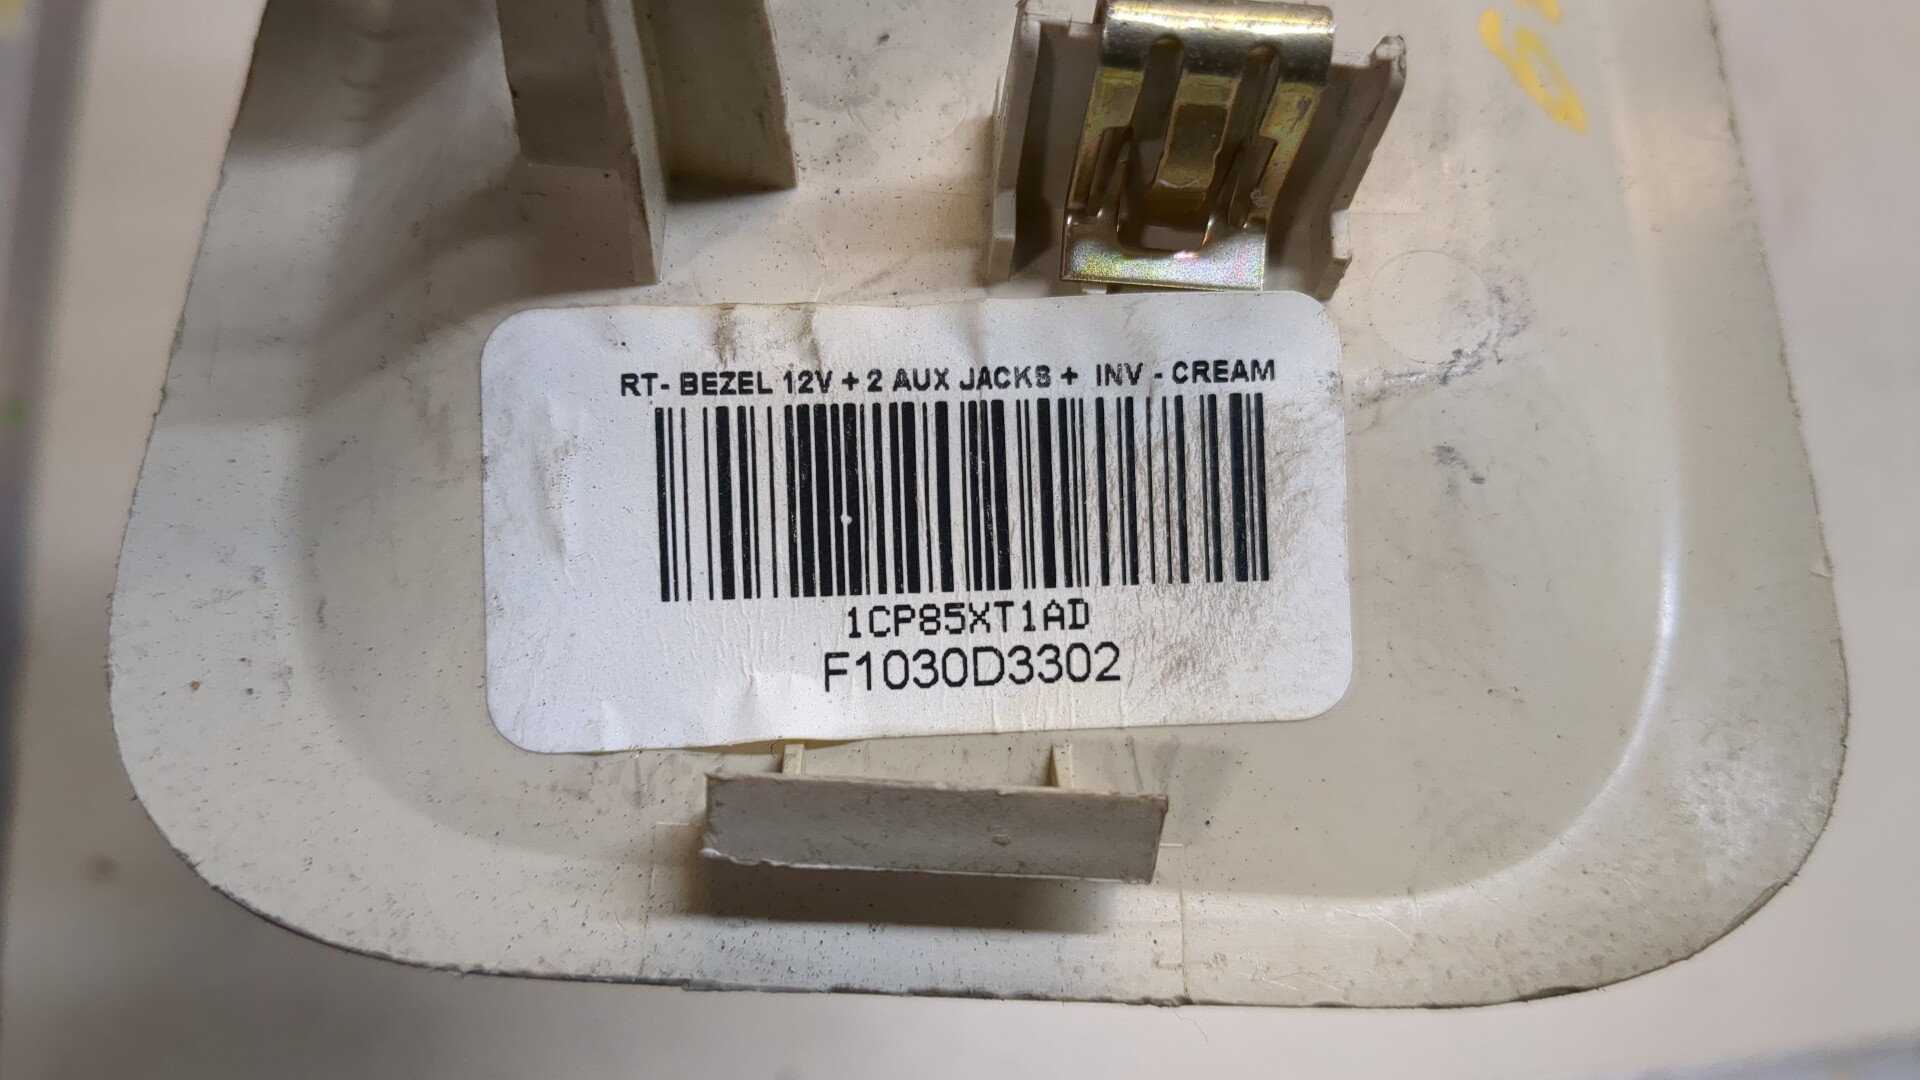 RT- BEZEL 12V + 2 AUX JACKS + INV - CREAM
1CP85XT1AD
F1030D3302